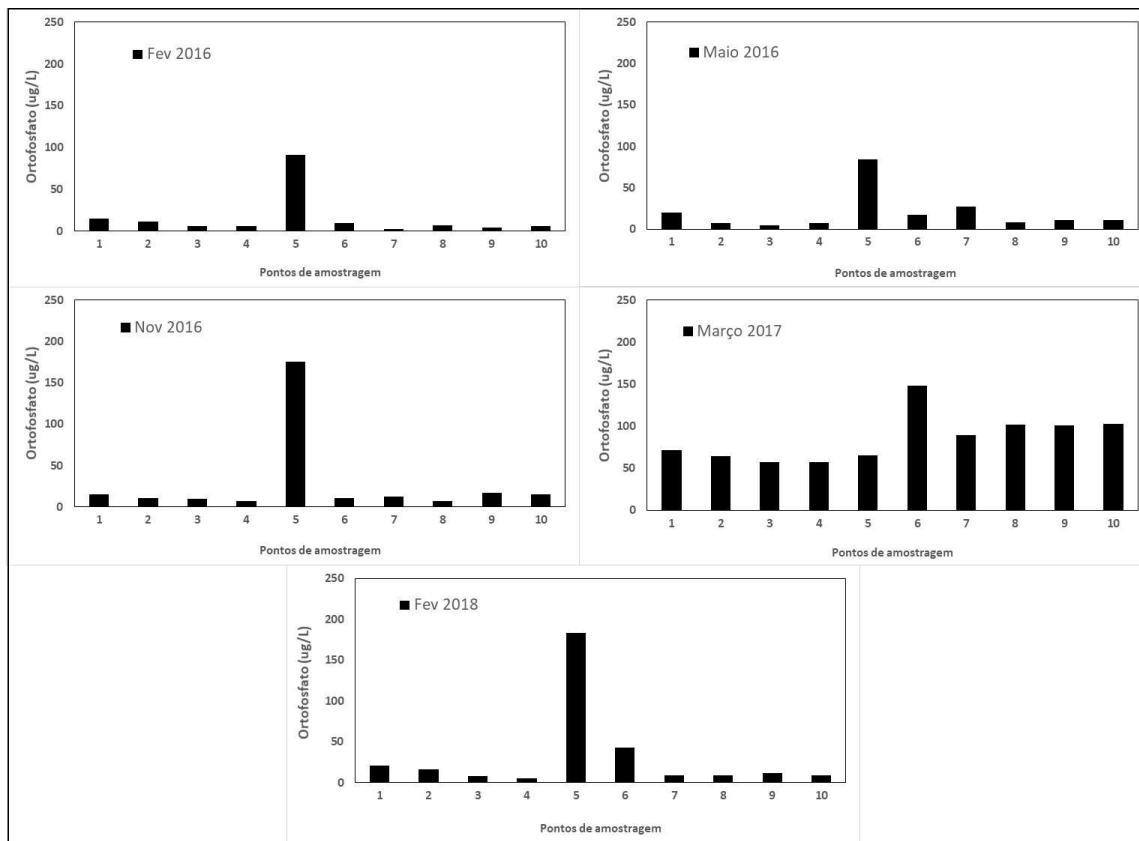 Fev 2016
Ortofosfato (ug/L)
250
200
150
100
50
0
1 2 3 4 5 6 7 8 9 10
Pontos de amostragem
Maio 2016
Ortofosfato (ug/L)
250
200
150
100
50
0
1 2 3 4 5 6 7 8 9 10
Pontos de amostragem
Nov 2016
Ortofosfato (ug/L)
250
200
150
100
50
0
1 2 3 4 5 6 7 8 9 10
Pontos de amostragem
Março 2017
Ortofosfato (ug/L)
250
200
150
100
50
0
1 2 3 4 5 6 7 8 9 10
Pontos de amostragem
Fev 2018
Ortofosfato (ug/L)
250
200
150
100
50
0
1 2 3 4 5 6 7 8 9 10
Pontos de amostragem